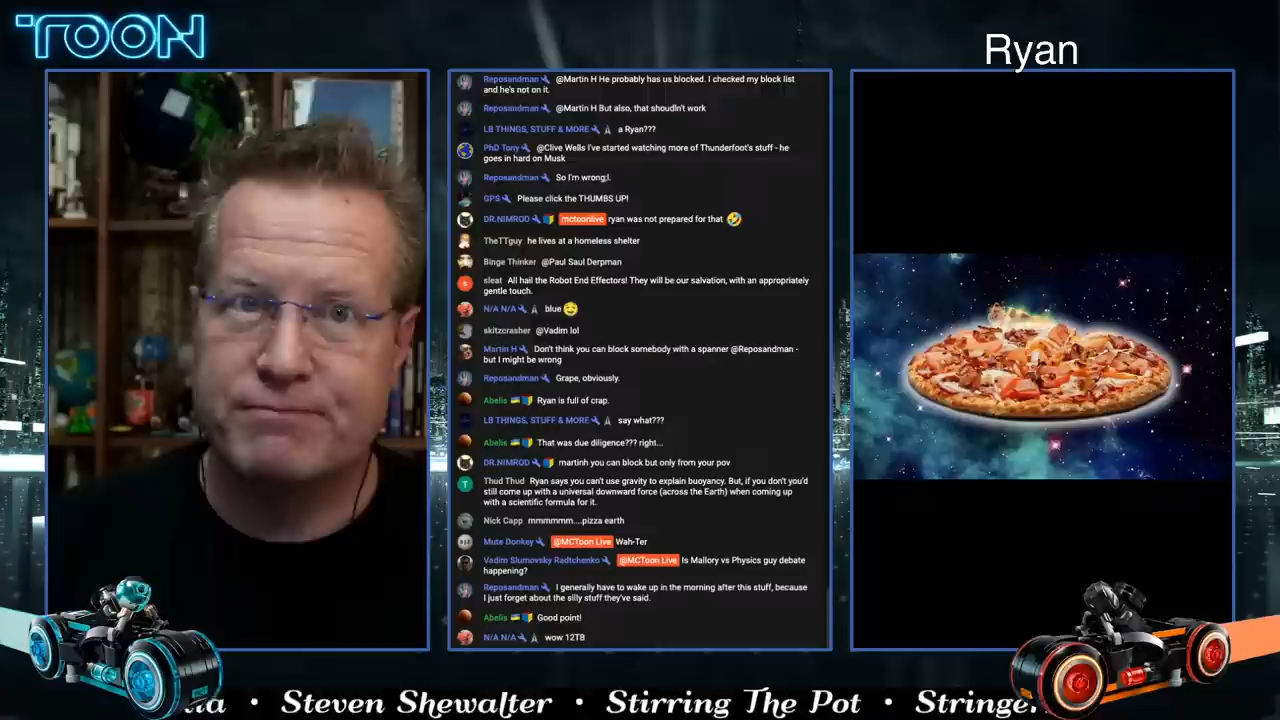 TOON
Ryan
Reposandman @Martin H He probably has us blocked. I checked my block list
and he's not on it.
Reposandman @Martin H But also, that shoudln't work
LB THINGS, STUFF & MORE a Ryan???
PhD Tony @Clive Wells I've started watching more of Thunderfoot's stuff - he
goes in hard on Musk
Reposandman So I'm wrong;l.
GPS Please click the THUMBS UP!
DR.NIMROD mctoonlive ryan was not prepared for that 🤣
TheTTguy he lives at a homeless shelter
Binge Thinker @Paul Saul Derpman
sleat All hail the Robot End Effectors! They will be our salvation, with an appropriately
gentle touch.
N/A N/A blue
skitzcrasher @Vadim lol
Martin H Don't think you can block somebody with a spanner @Reposandman -
but I might be wrong
Reposandman Grape, obviously.
Abelis Ryan is full of crap.
LB THINGS, STUFF & MORE say what???
Abelis That was due diligence??? right...
DR.NIMROD martinh you can block but only from your pov
T Thud Thud Ryan says you can't use gravity to explain buoyancy. But, if you don't you'd
still come up with a universal downward force (across the Earth) when coming up
with a scientific formula for it.
Nick Capp mmmmmm....pizza earth
Mute Donkey @MCToon Live Wah-Ter
Vadim Slumovsky Radtchenko @MCToon Live Is Mallory vs Physics guy debate
happening?
Reposandman I generally have to wake up in the morning after this stuff, because
I just forget about the silly stuff they've said.
Abelis Good point!
N/A N/A wow 12TB
• Steven Shewalter • Stirring The Pot •